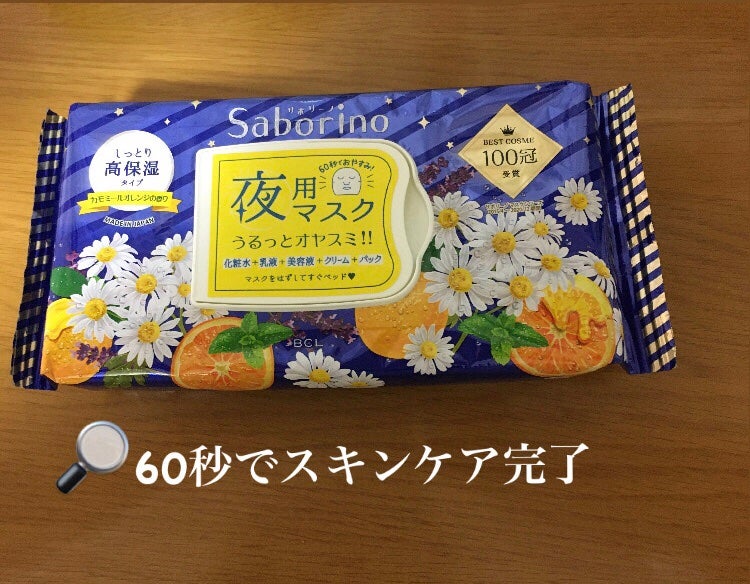 サボリーノ
Saborino
しっとり
高保湿
タイプ
カモミールオレンジの香り
MADE IN JAPAN
60秒でおやすみ!
夜用マスク
うるっとオヤスミ!!
化粧水+乳液+美容液+クリーム+パック
マスクをはずしてすぐベッド♥
BEST COSME
100冠
受賞
BCL
60秒でスキンケア完了